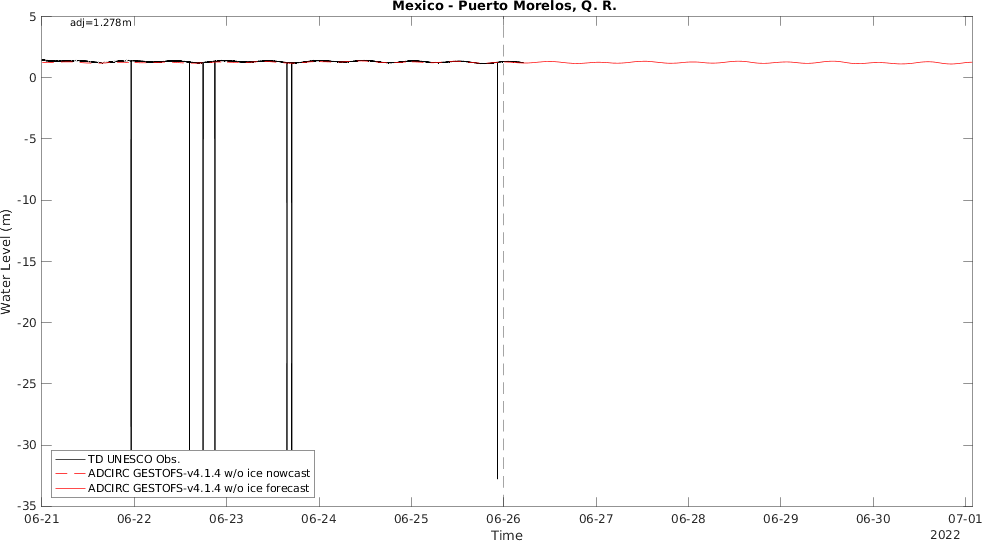 Mexico - Puerto Morelos, Q. R.
adj=1.278m
5
0
-5
-10
-15
-20
-25
-30
-35
Water Level (m)
TD UNESCO Obs.
ADCIRC GESTOFS-v4.1.4 w/o ice nowcast
ADCIRC GESTOFS-v4.1.4 w/o ice forecast
06-21 06-22 06-23 06-24 06-25 06-26 06-27 06-28 06-29 06-30 07-01
Time
2022